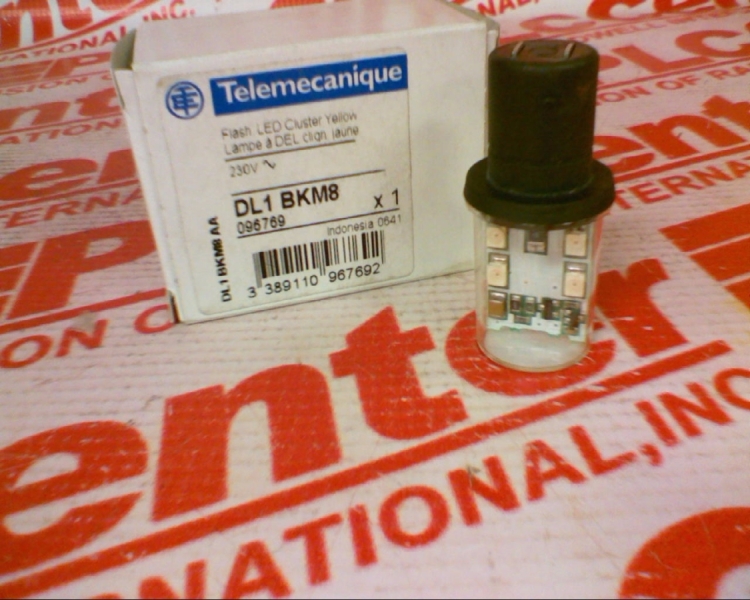 Telemecanique
Flash. LED Cluster Yellow
Lampe à DEL clign. jaune
230V ~
DL1 BKM8 x 1
096769
Indonesia 0641
DL1 BKM8 AA
3 389110 967692
enter
NATIONAL, INC